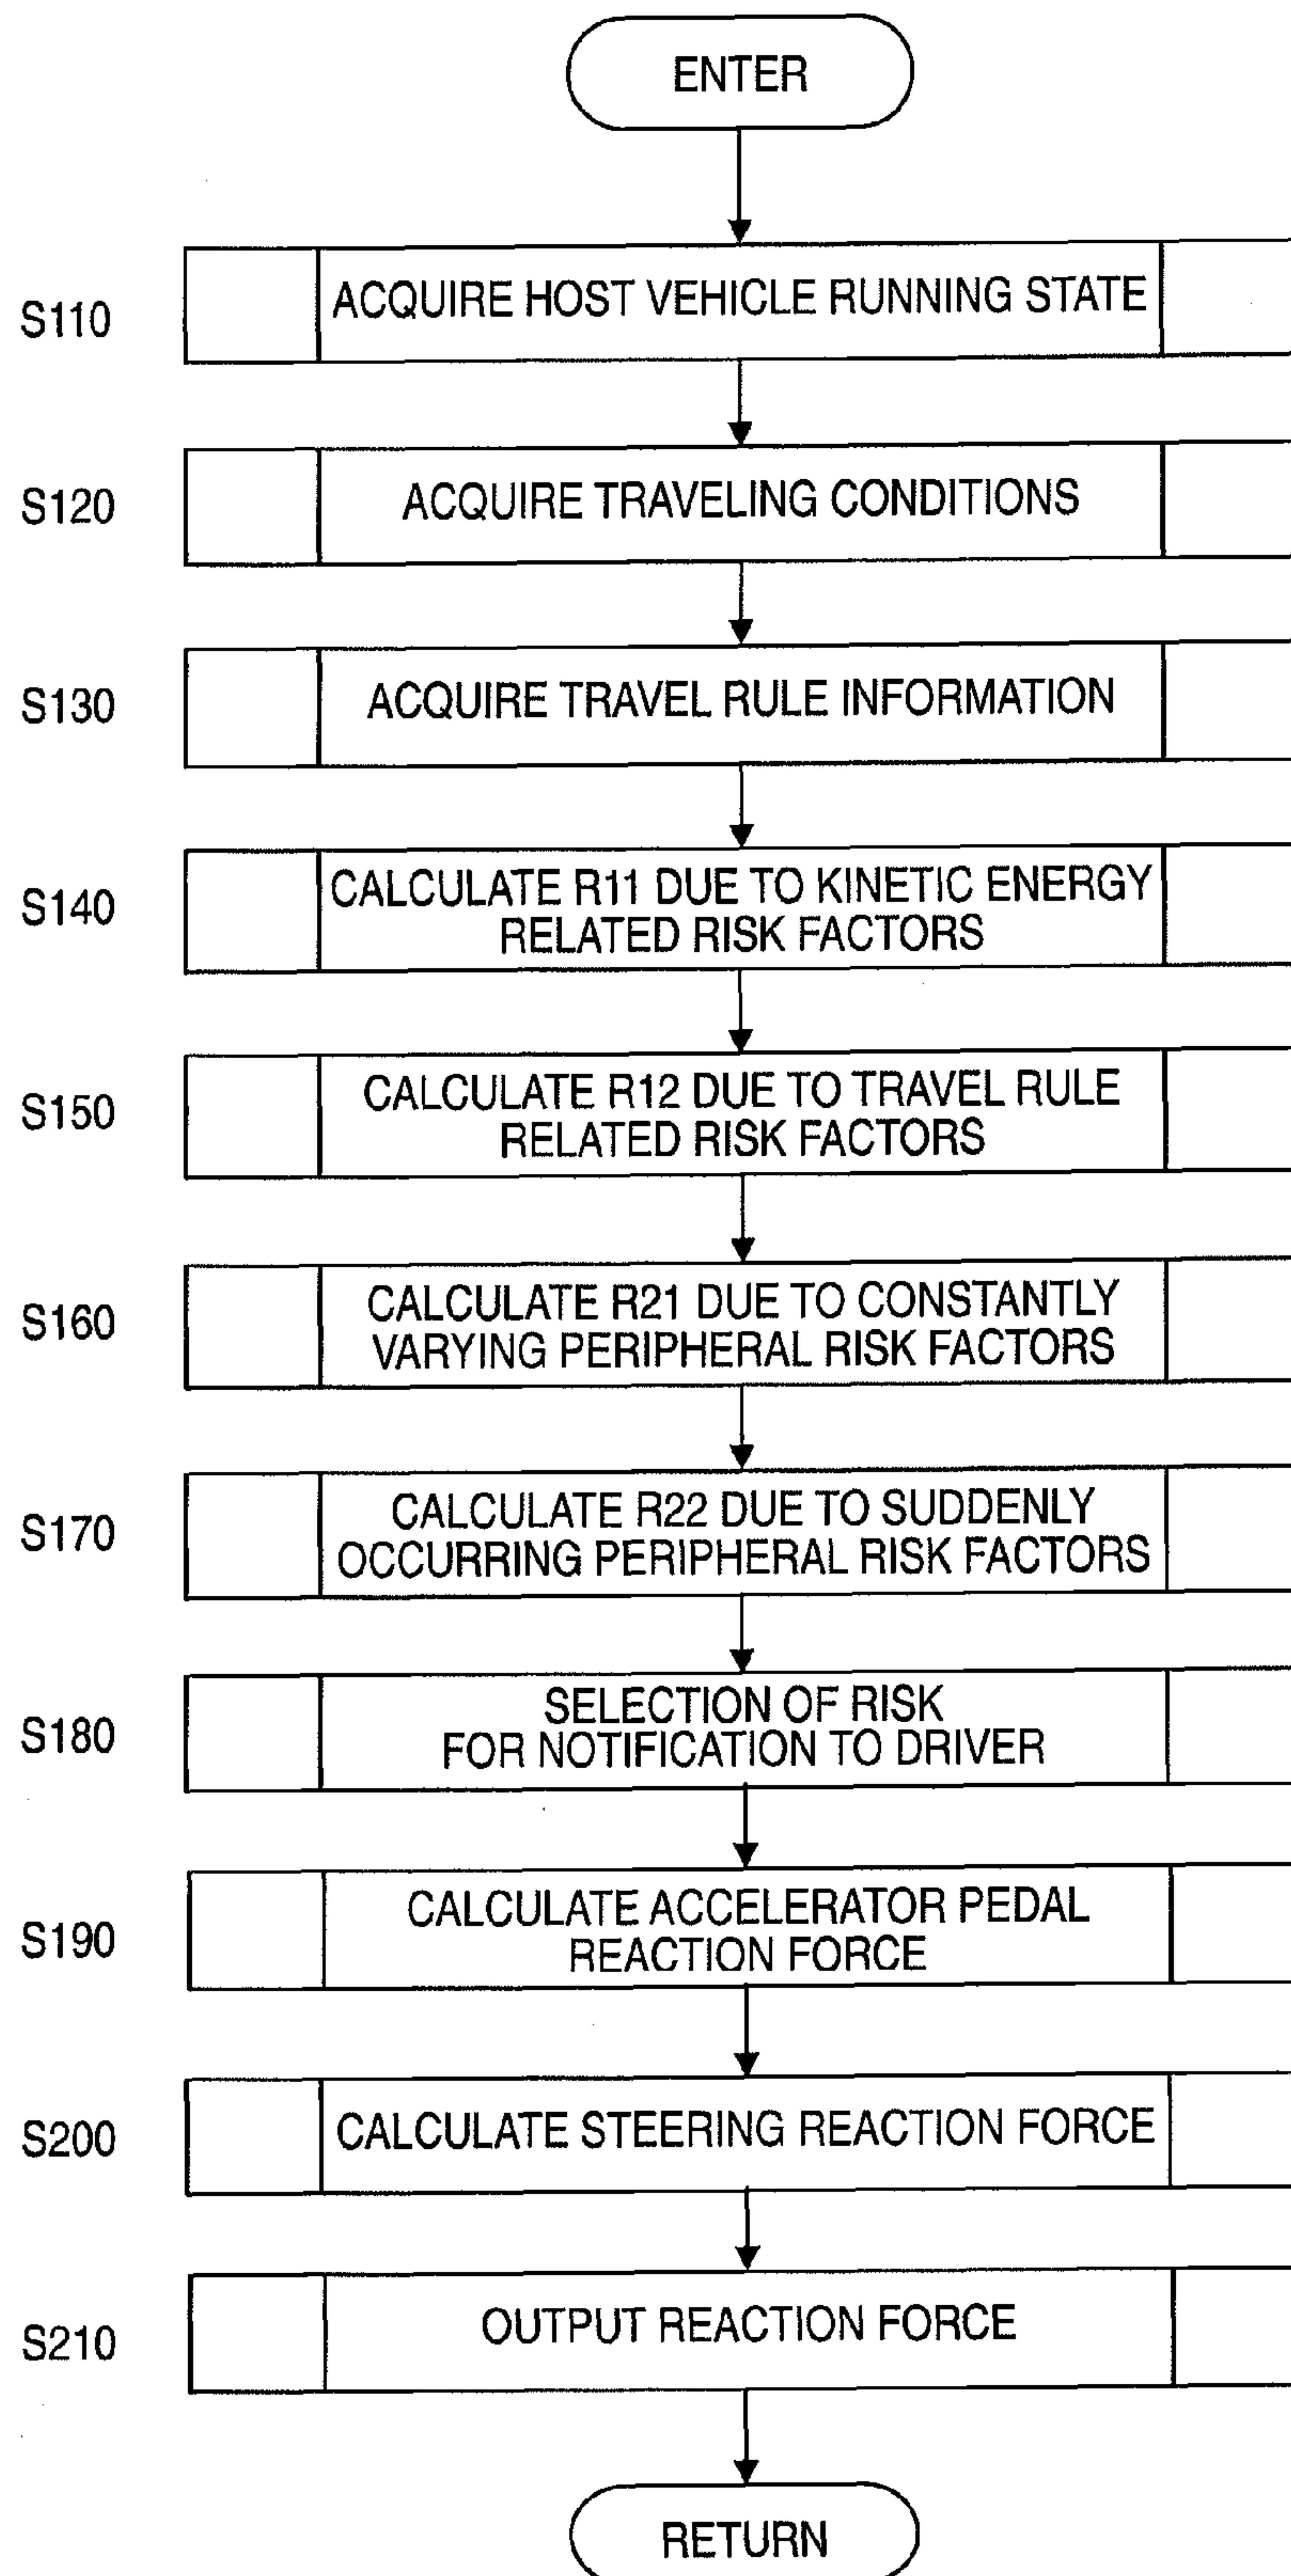 ENTER
S110
ACQUIRE HOST VEHICLE RUNNING STATE
S120
ACQUIRE TRAVELING CONDITIONS
S130
ACQUIRE TRAVEL RULE INFORMATION
S140
CALCULATE R11 DUE TO KINETIC ENERGY
RELATED RISK FACTORS
S150
CALCULATE R12 DUE TO TRAVEL RULE
RELATED RISK FACTORS
S160
CALCULATE R21 DUE TO CONSTANTLY
VARYING PERIPHERAL RISK FACTORS
S170
CALCULATE R22 DUE TO SUDDENLY
OCCURRING PERIPHERAL RISK FACTORS
S180
SELECTION OF RISK
FOR NOTIFICATION TO DRIVER
S190
CALCULATE ACCELERATOR PEDAL
REACTION FORCE
S200
CALCULATE STEERING REACTION FORCE
S210
OUTPUT REACTION FORCE
RETURN